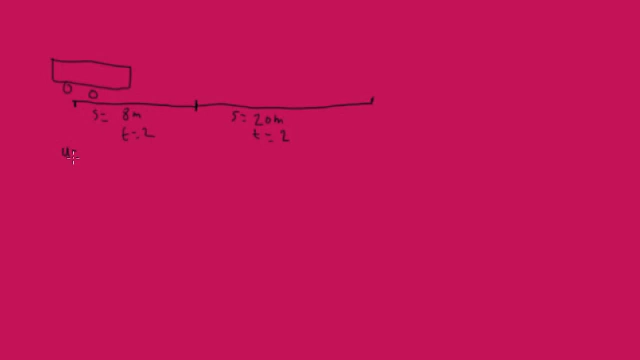 s= 8m s= 20m
t=2 t=2
u